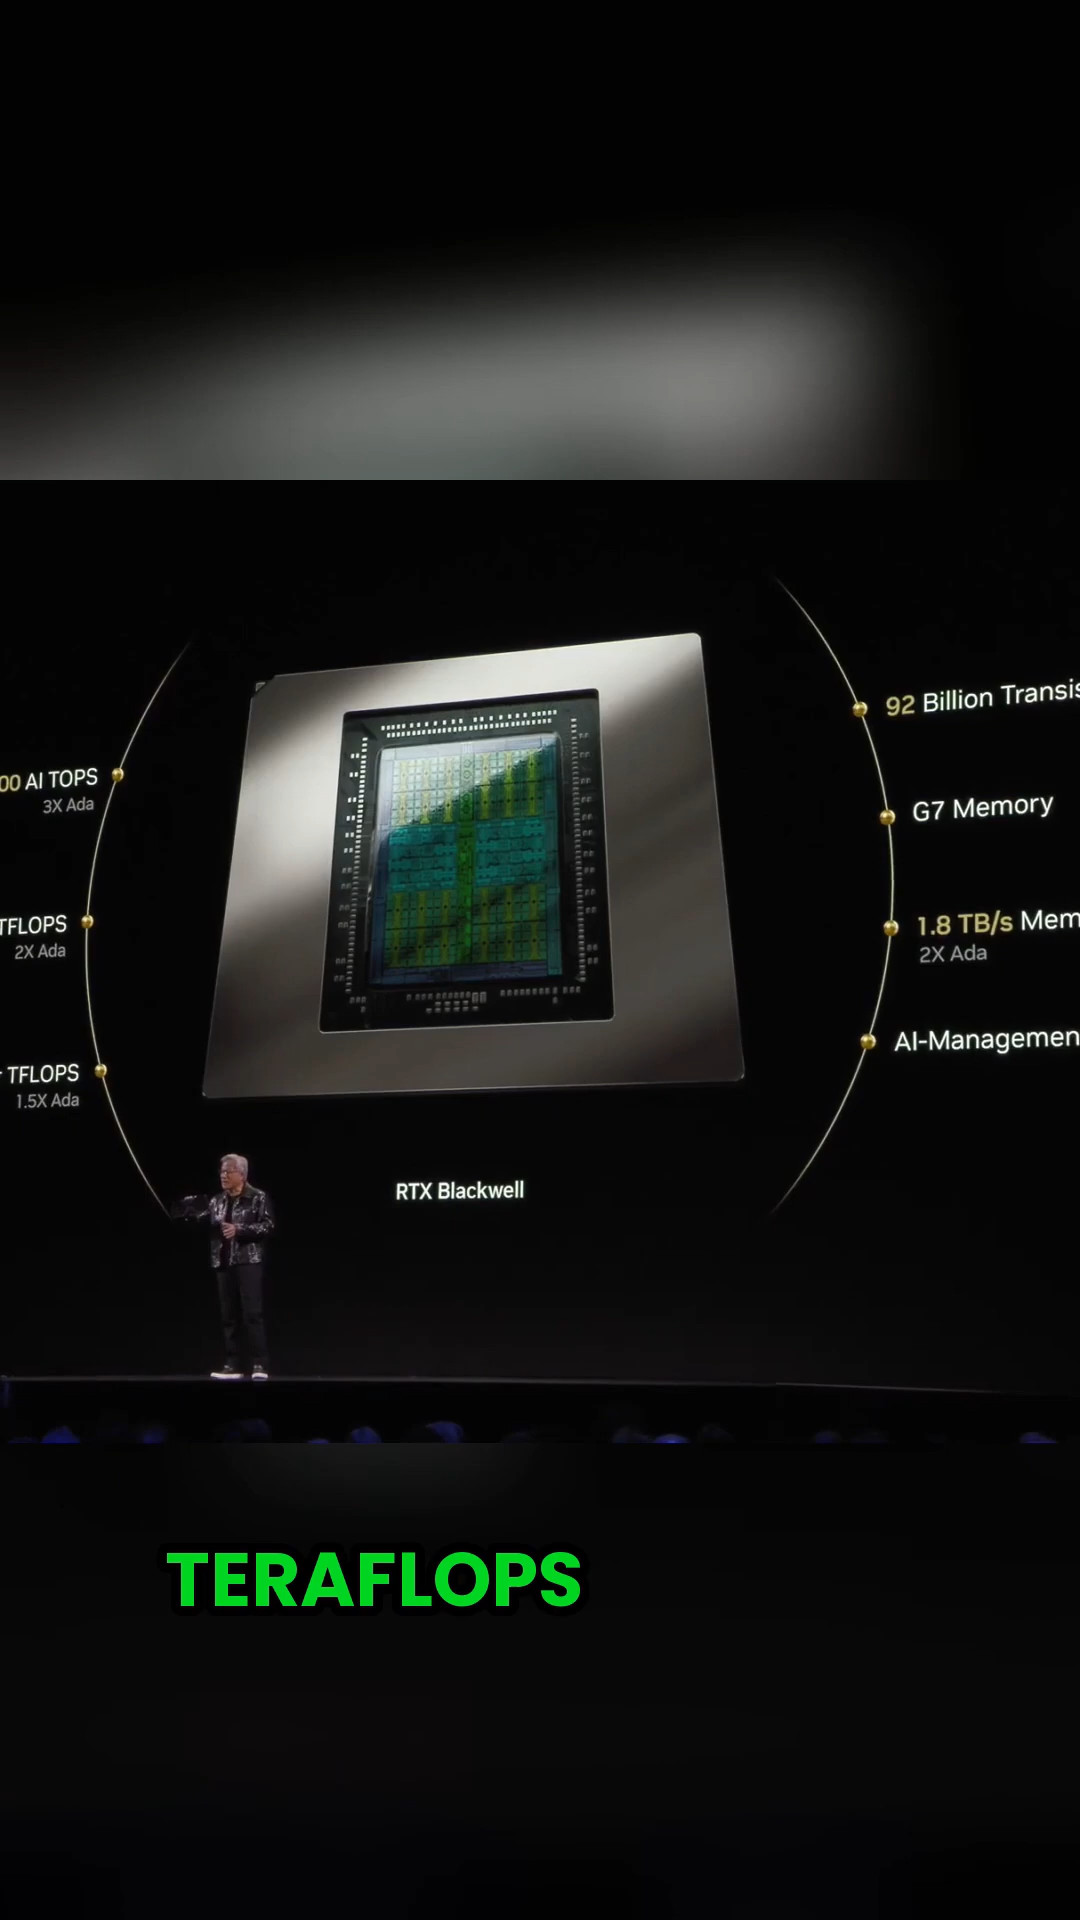 00 AI TOPS
3X Ada
TFLOPS
2X Ada
TFLOPS
1.5X Ada
92 Billion Transis
G7 Memory
1.8 TB/s Mem
2X Ada
AI-Managemen
RTX Blackwell
TERAFLOPS